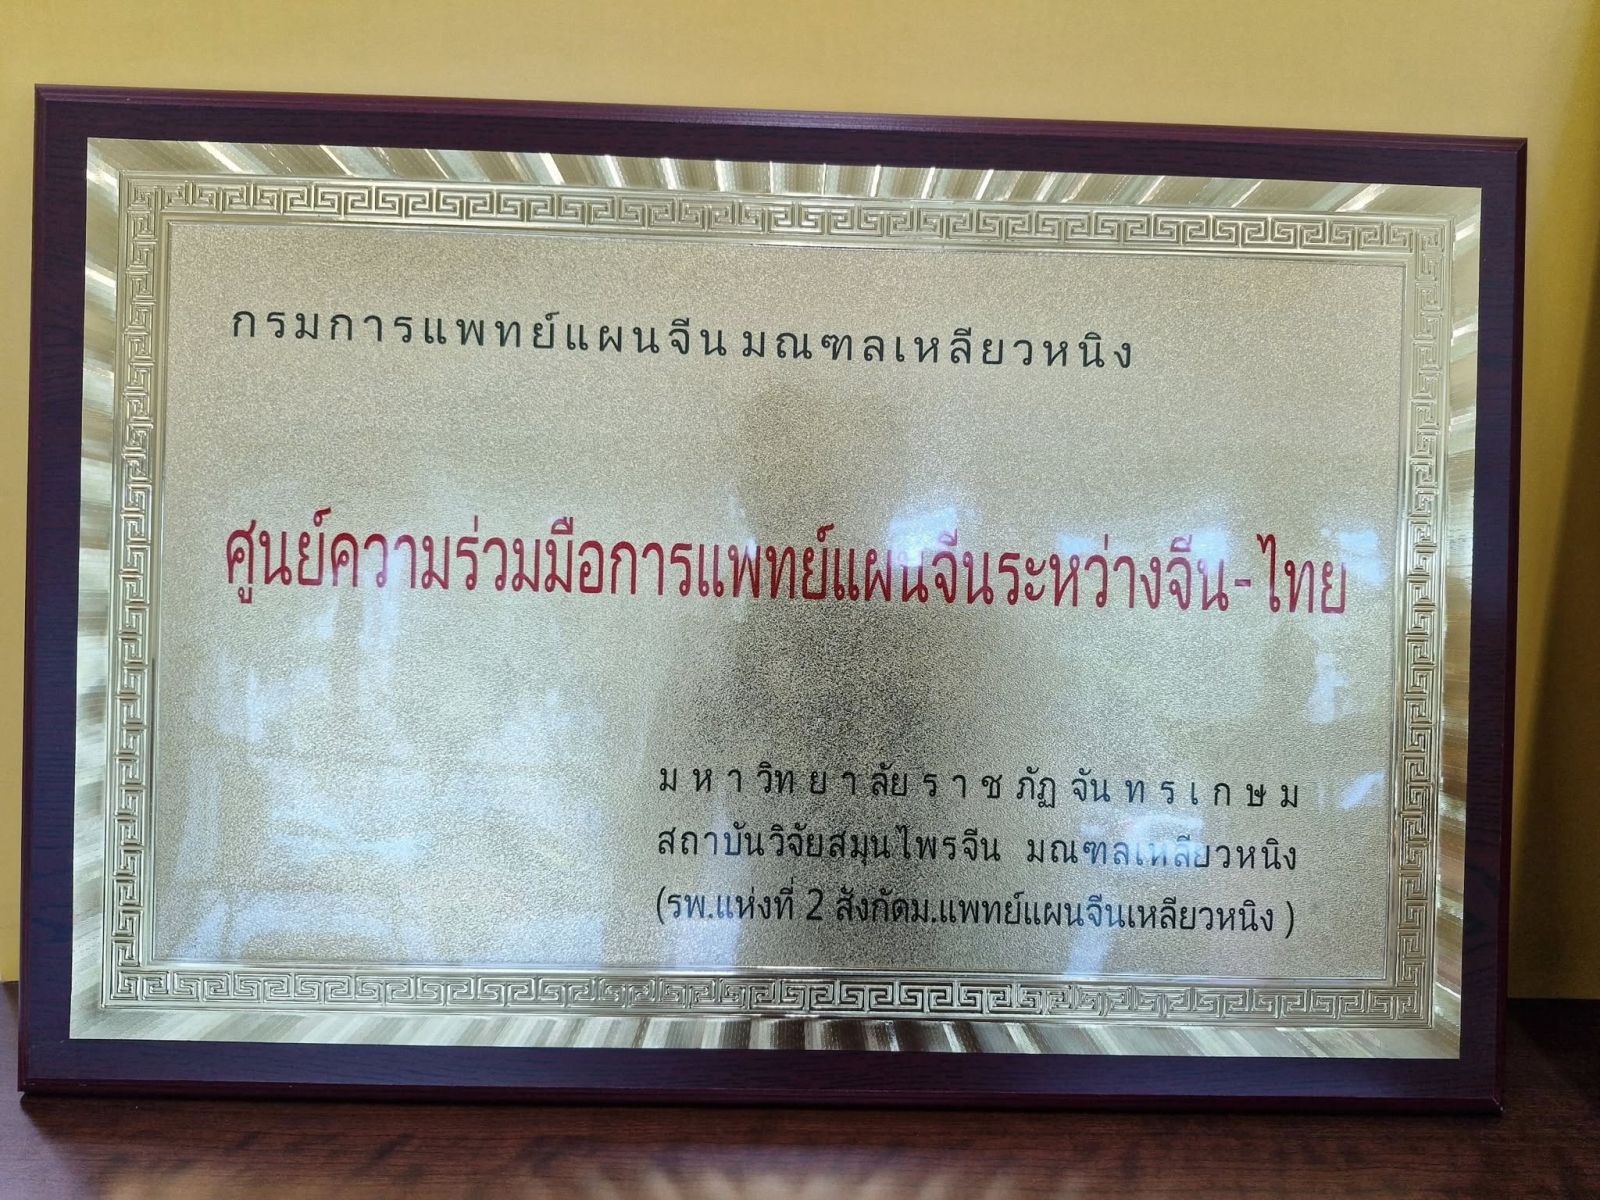 กรมการแพทย์แผนจีน มณฑลเหลียวหนิง
ศูนย์ความร่วมมือการแพทย์แผนจีนระหว่างจีน-ไทย
มหาวิทยาลัยราชภัฏจันทรเกษม
สถาบันวิจัยสมุนไพรจีน มณฑลเหลียวหนิง
(รพ.แห่งที่ 2 สังกัดม.แพทย์แผนจีนเหลียวหนิง )